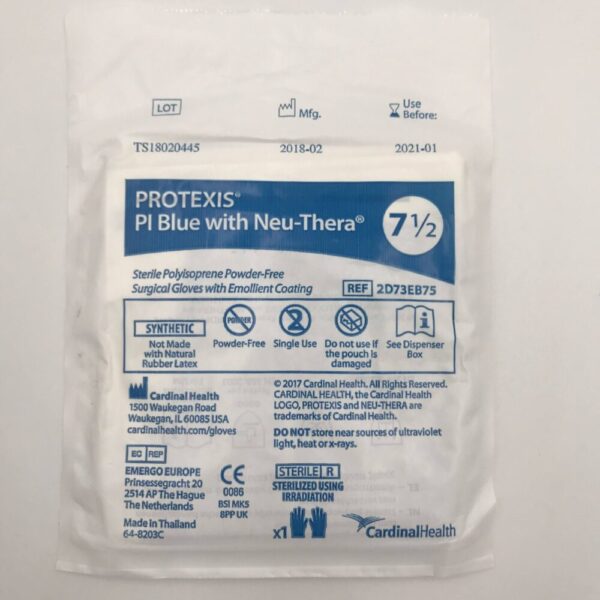 LOT
Mfg.
Use
Before:
TS18020445 2018-02 2021-01
PROTEXIS®
PI Blue with Neu-Thera®
7 1/2
Sterile Polyisoprene Powder-Free
Surgical Gloves with Emollient Coating
REF 2D73EB75
SYNTHETIC
Not Made
with Natural
Rubber Latex
POWDER
Powder-Free
2
Single Use
Do not use if
the pouch is
damaged
i
See Dispenser
Box
Cardinal Health
1500 Waukegan Road
Waukegan, IL 60085 USA
cardinalhealth.com/gloves
© 2017 Cardinal Health. All Rights Reserved.
CARDINAL HEALTH, the Cardinal Health
LOGO, PROTEXIS and NEU-THERA are
trademarks of Cardinal Health.
DO NOT store near sources of ultraviolet
light, heat or x-rays.
EC REP
EMERGO EUROPE
Prinsessegracht 20
2514 AP The Hague
The Netherlands
Made in Thailand
64-8203C
CE
0086
BSI MK5
8PP UK
STERILE R
STERILIZED USING
IRRADIATION
x1
CardinalHealth